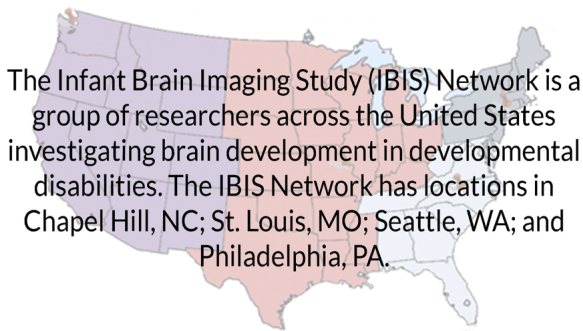 The Infant Brain Imaging Study (IBIS) Network is a
group of researchers across the United States
investigating brain development in developmental
disabilities. The IBIS Network has locations in
Chapel Hill, NC; St. Louis, MO; Seattle, WA; and
Philadelphia, PA.